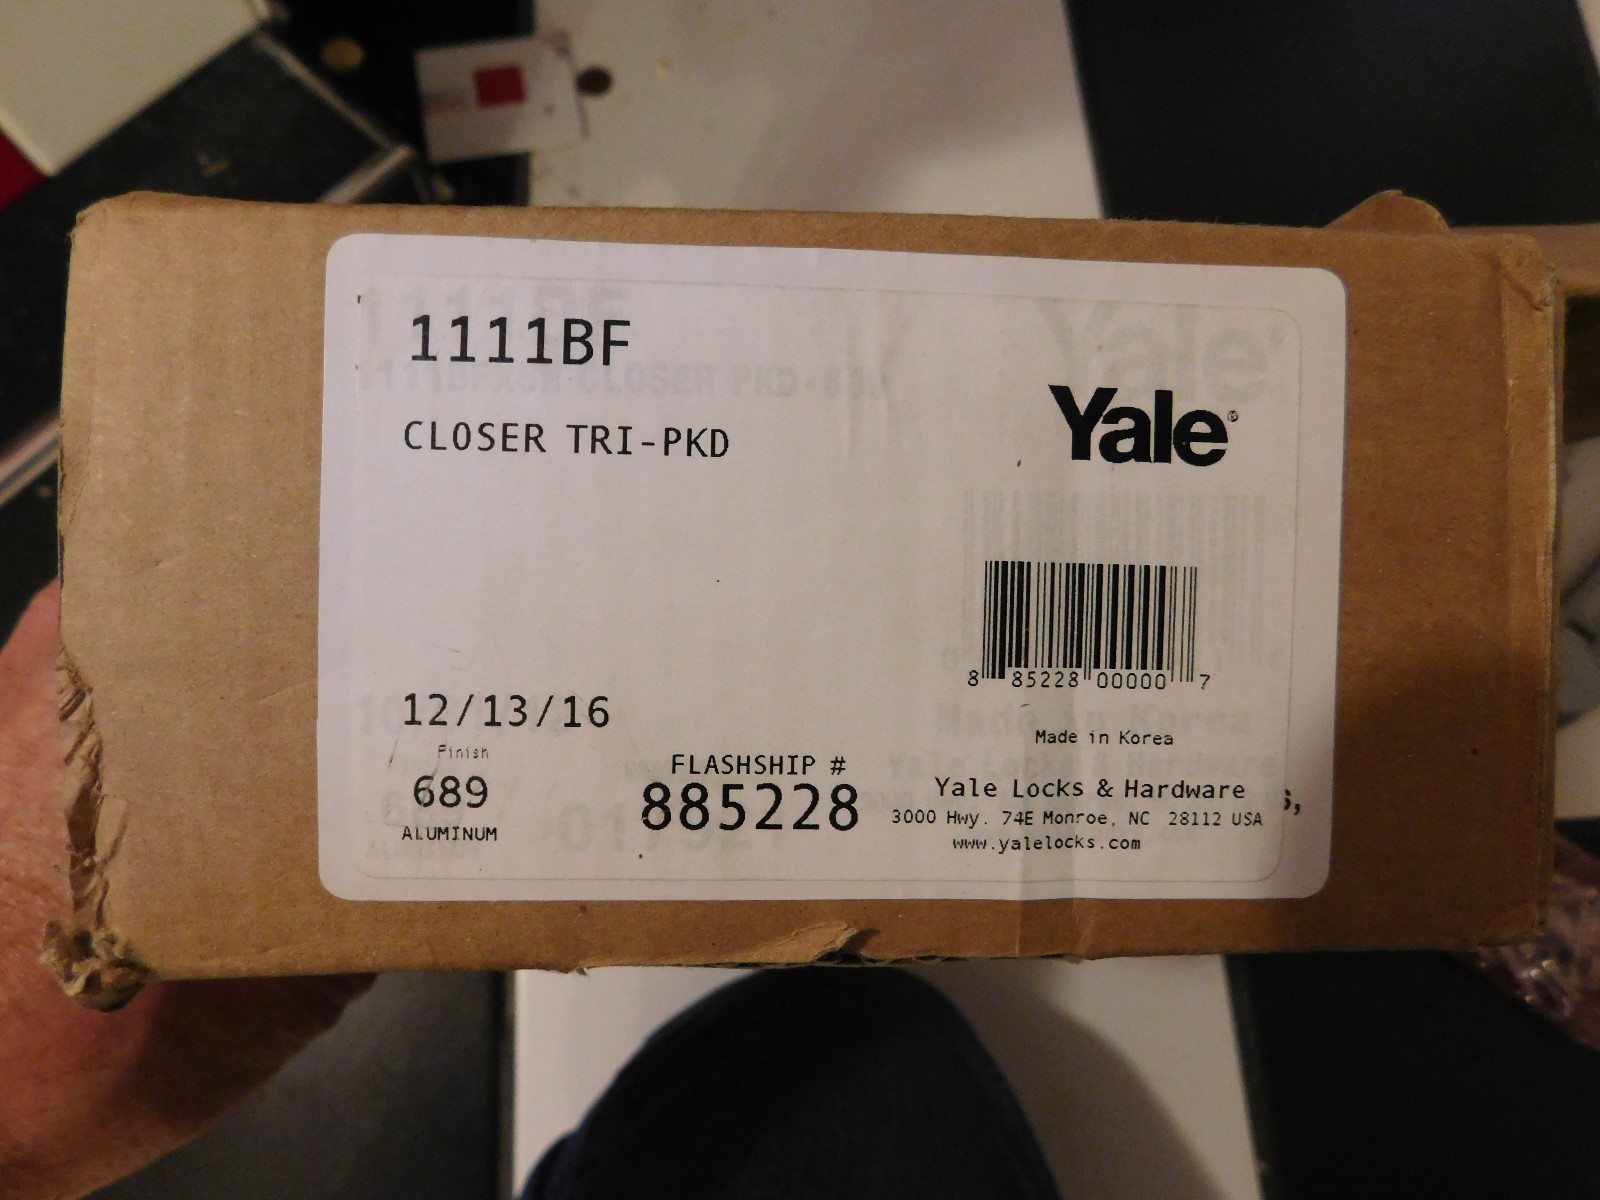 1111BF
CLOSER TRI-PKD
Yale®
8 85228 00000 7
12/13/16
Finish
689
ALUMINUM
FLASHSHIP #
885228
Made in Korea
Yale Locks & Hardware
3000 Hwy. 74E Monroe, NC 28112 USA
www.yalelocks.com